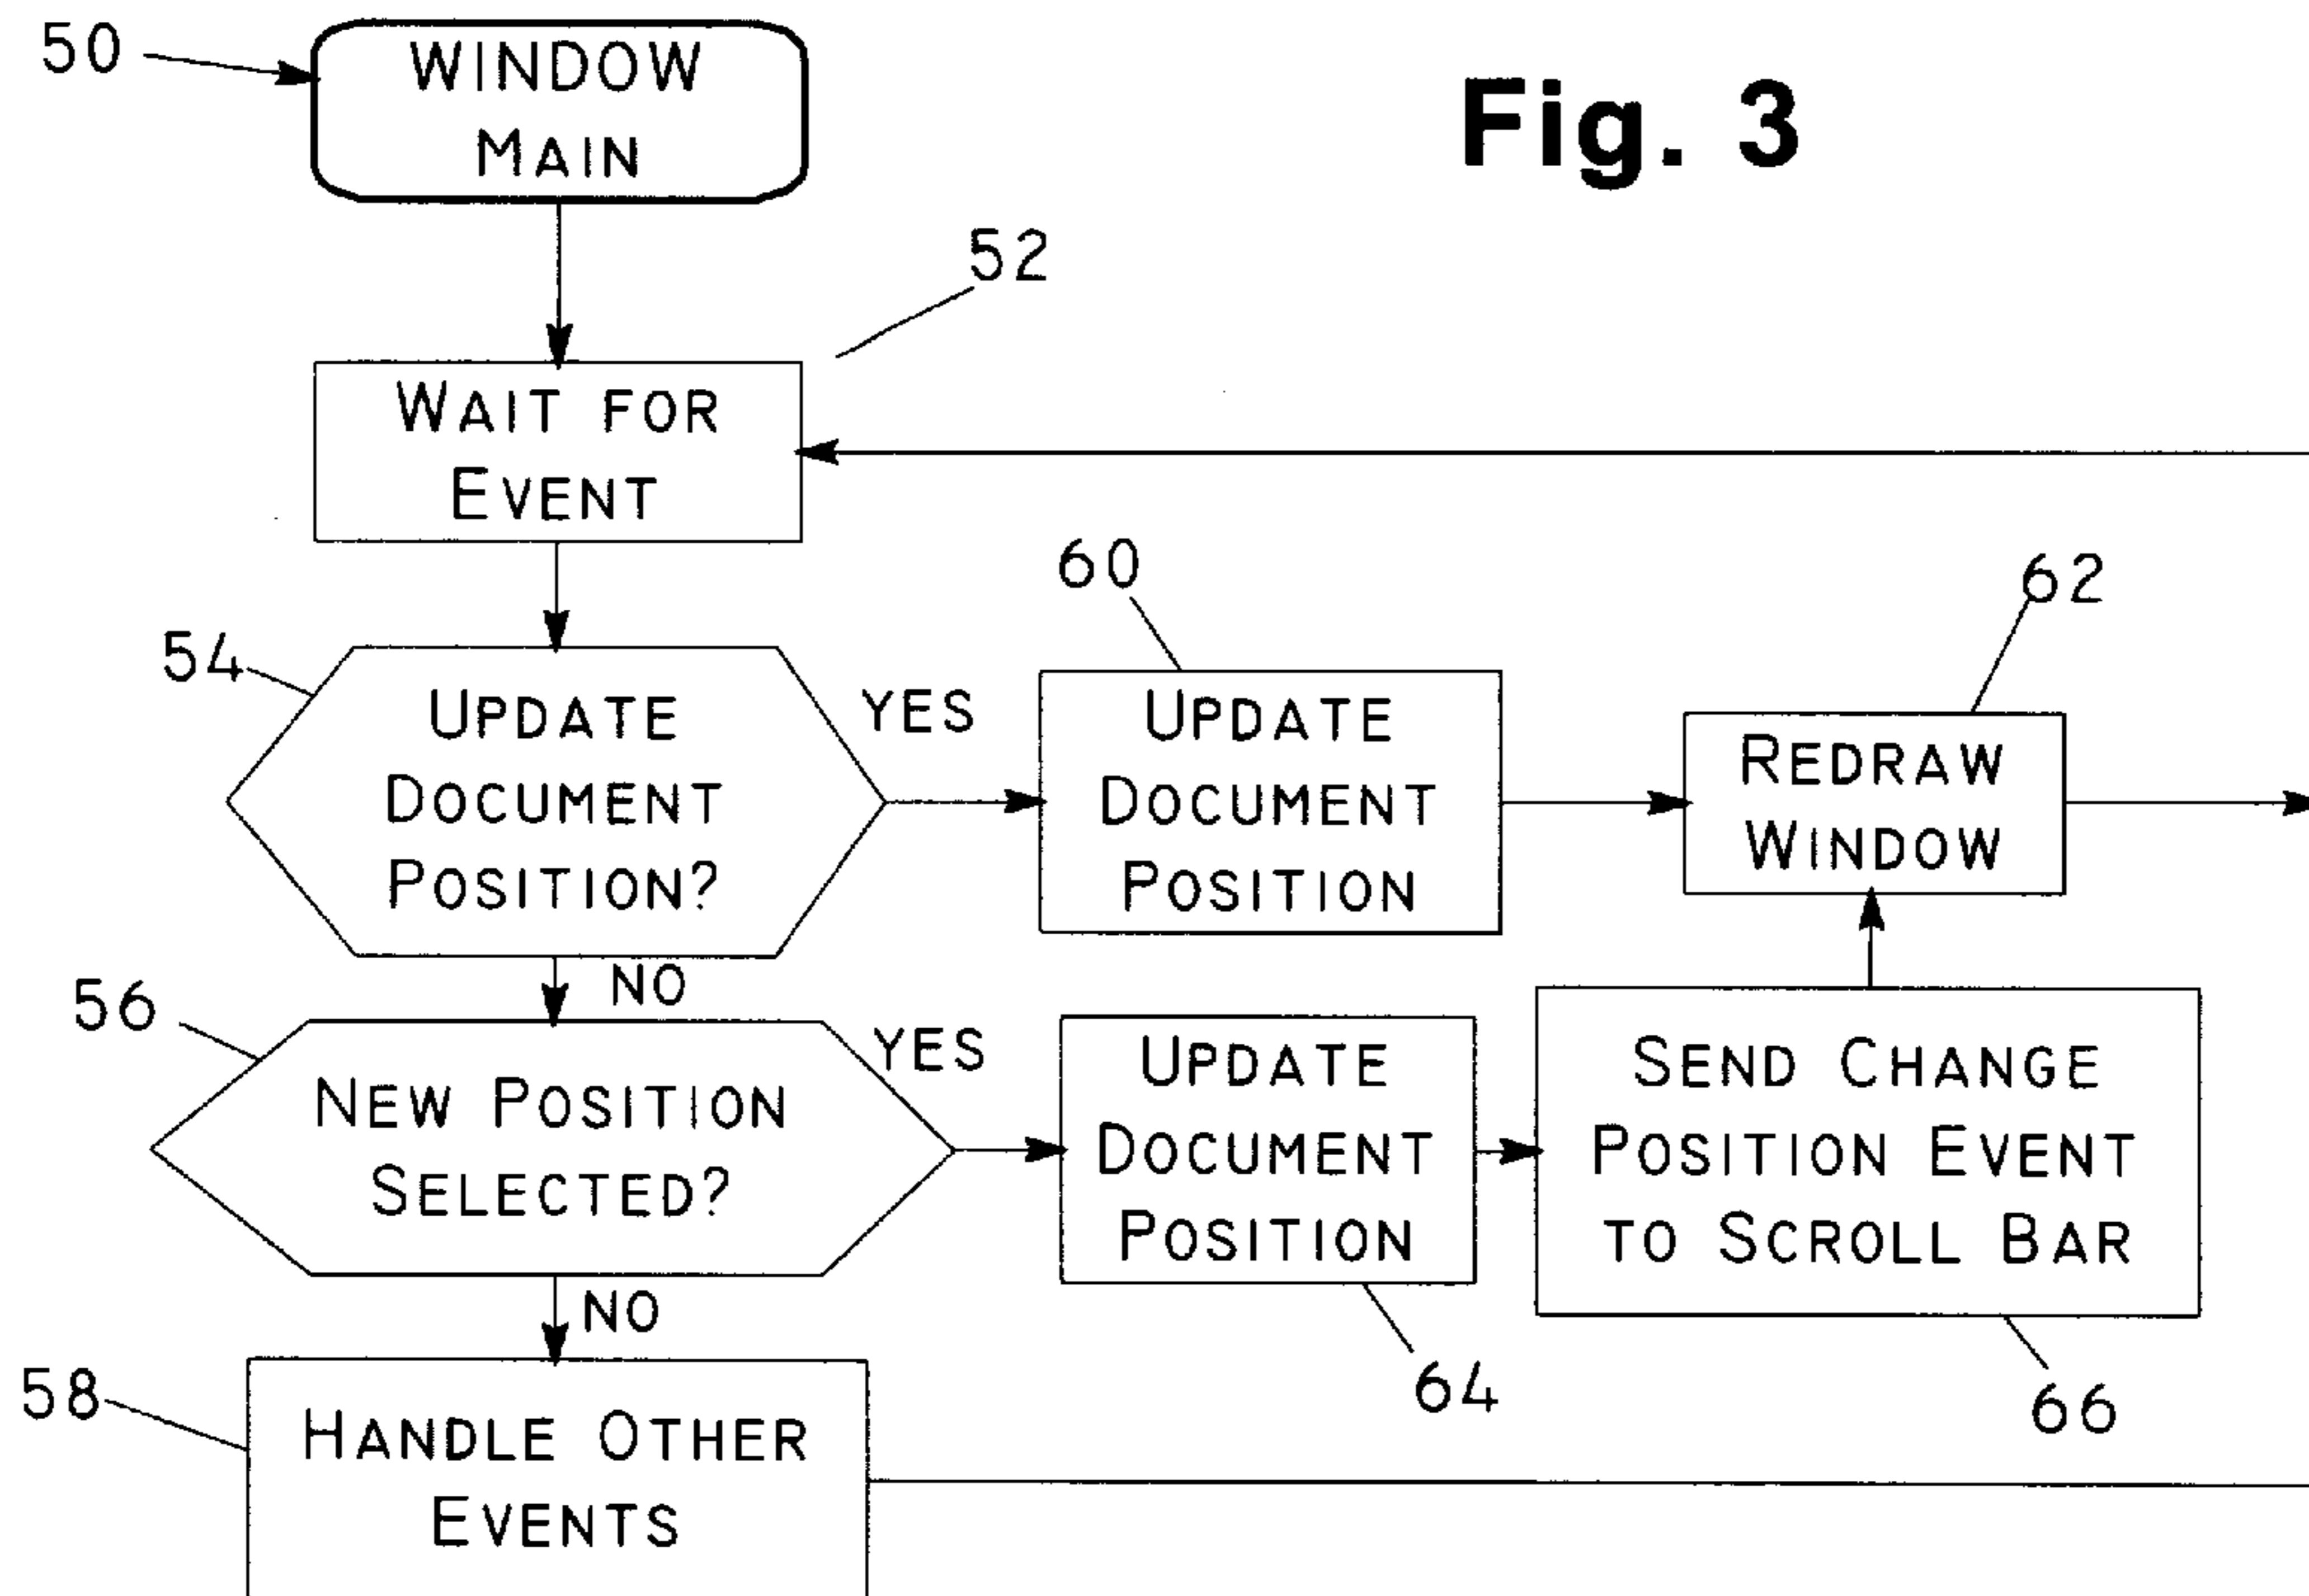 50
WINDOW
MAIN
Fig. 3
52
WAIT FOR
EVENT
60
62
54
UPDATE
DOCUMENT
POSITION?
YES
UPDATE
DOCUMENT
POSITION
REDRAW
WINDOW
NO
56
NEW POSITION
SELECTED?
YES
UPDATE
DOCUMENT
POSITION
SEND CHANGE
POSITION EVENT
TO SCROLL BAR
NO
64
66
58
HANDLE OTHER
EVENTS